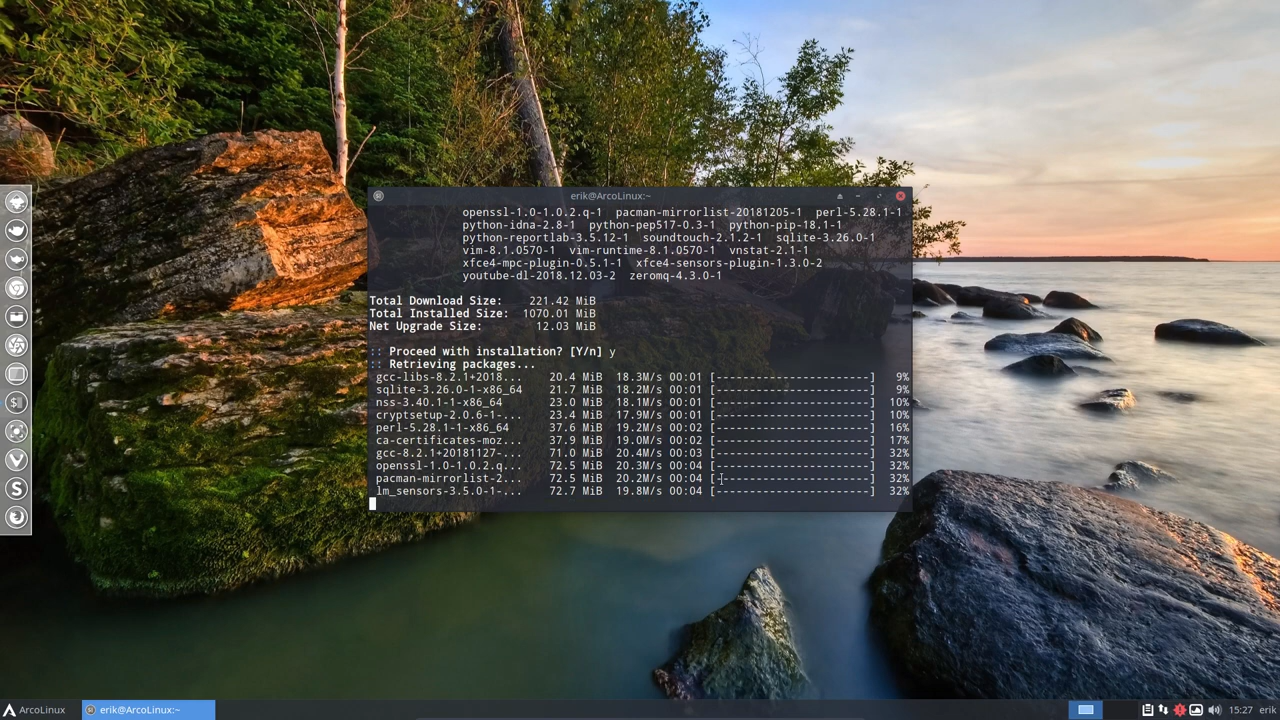 erik@ArcoLinux:~
openssl-1.0-1.0.2.q-1  pacman-mirrorlist-20181205-1  perl-5.28.1-1
python-idna-2.8-1  python-pep517-0.3-1  python-pip-18.1-1
python-reportlab-3.5.12-1  soundtouch-2.1.2-1  sqlite-3.26.0-1
vim-8.1.0570-1  vim-runtime-8.1.0570-1  vnstat-2.1-1
xfce4-mpc-plugin-0.5.1-1  xfce4-sensors-plugin-1.3.0-2
youtube-dl-2018.12.03-2  zeromq-4.3.0-1
Total Download Size:    221.42 MiB
Total Installed Size:  1070.01 MiB
Net Upgrade Size:        12.03 MiB
:: Proceed with installation? [Y/n] y
:: Retrieving packages...
gcc-libs-8.2.1+2018...    20.4 MiB  18.3M/s 00:01 [-----------------------]   9%
sqlite-3.26.0-1-x86_64    21.7 MiB  18.2M/s 00:01 [-----------------------]   9%
nss-3.40.1-1-x86_64       23.0 MiB  18.1M/s 00:01 [-----------------------]  10%
cryptsetup-2.0.6-1-...    23.4 MiB  17.9M/s 00:01 [-----------------------]  10%
perl-5.28.1-1-x86_64      37.6 MiB  19.2M/s 00:02 [-----------------------]  16%
ca-certificates-moz...    37.9 MiB  19.0M/s 00:02 [-----------------------]  17%
gcc-8.2.1+20181127-...    71.0 MiB  20.4M/s 00:03 [-----------------------]  32%
openssl-1.0-1.0.2.q...    72.5 MiB  20.3M/s 00:04 [-----------------------]  32%
pacman-mirrorlist-2...    72.5 MiB  20.2M/s 00:04 [-----------------------]  32%
lm_sensors-3.5.0-1-...    72.7 MiB  19.8M/s 00:04 [-----------------------]  32%
ArcoLinux  erik@ArcoLinux:~  15:27  erik